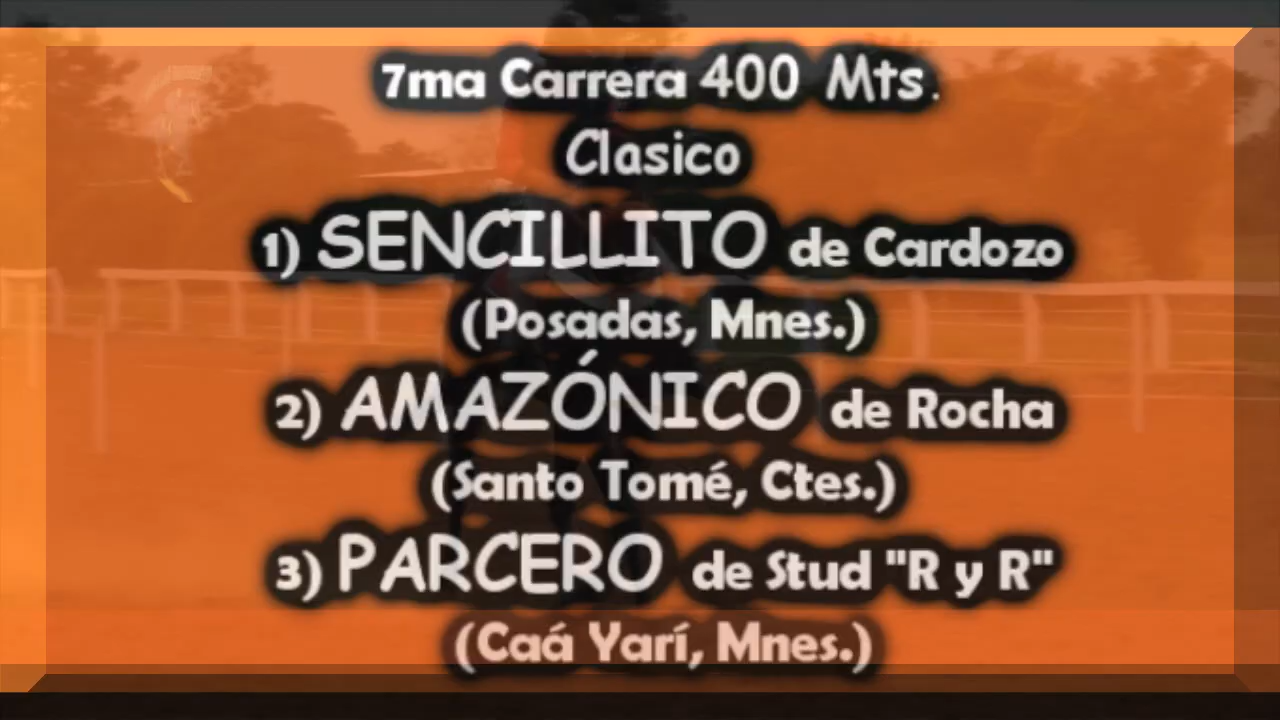 7ma Carrera 400 Mts.
Clasico
1) SENCILLITO de Cardozo
(Posadas, Mnes.)
2) AMAZÓNICO de Rocha
(Santo Tomé, Ctes.)
3) PARCERO de Stud "R y R"
(Caá Yarí, Mnes.)